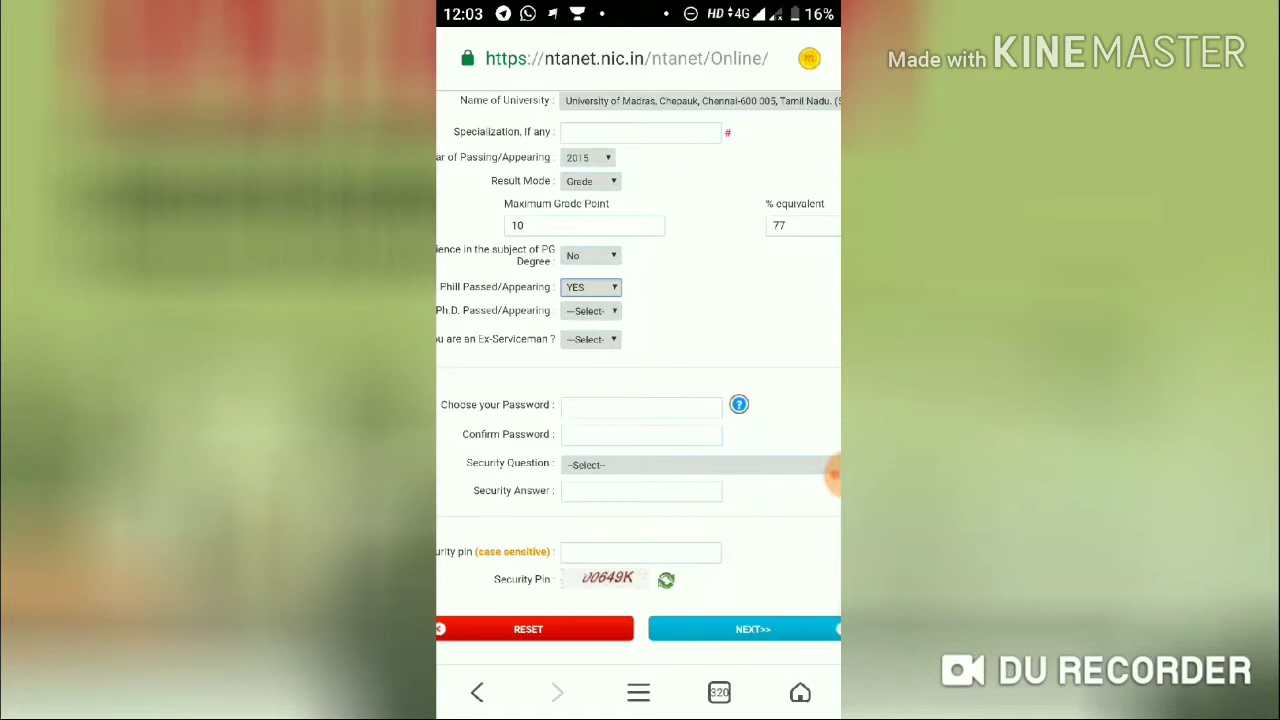 12:03 HD 4G 16%
https://ntanet.nic.in/ntanet/Online/
Made with KINEMASTER
Name of University : University of Madras, Chepauk, Chennai-600 005, Tamil Nadu. (S
Specialization, If any : #
ar of Passing/Appearing : 2015
Result Mode : Grade
Maximum Grade Point % equivalent
10 77
ience in the subject of PG
Degree : No
Phill Passed/Appearing : YES
Ph.D. Passed/Appearing : ---Select-
ou are an Ex-Serviceman ? ---Select-
Choose your Password : ?
Confirm Password :
Security Question : --Select--
Security Answer :
urity pin (case sensitive) :
Security Pin : 00649K
RESET NEXT>>
320
DU RECORDER